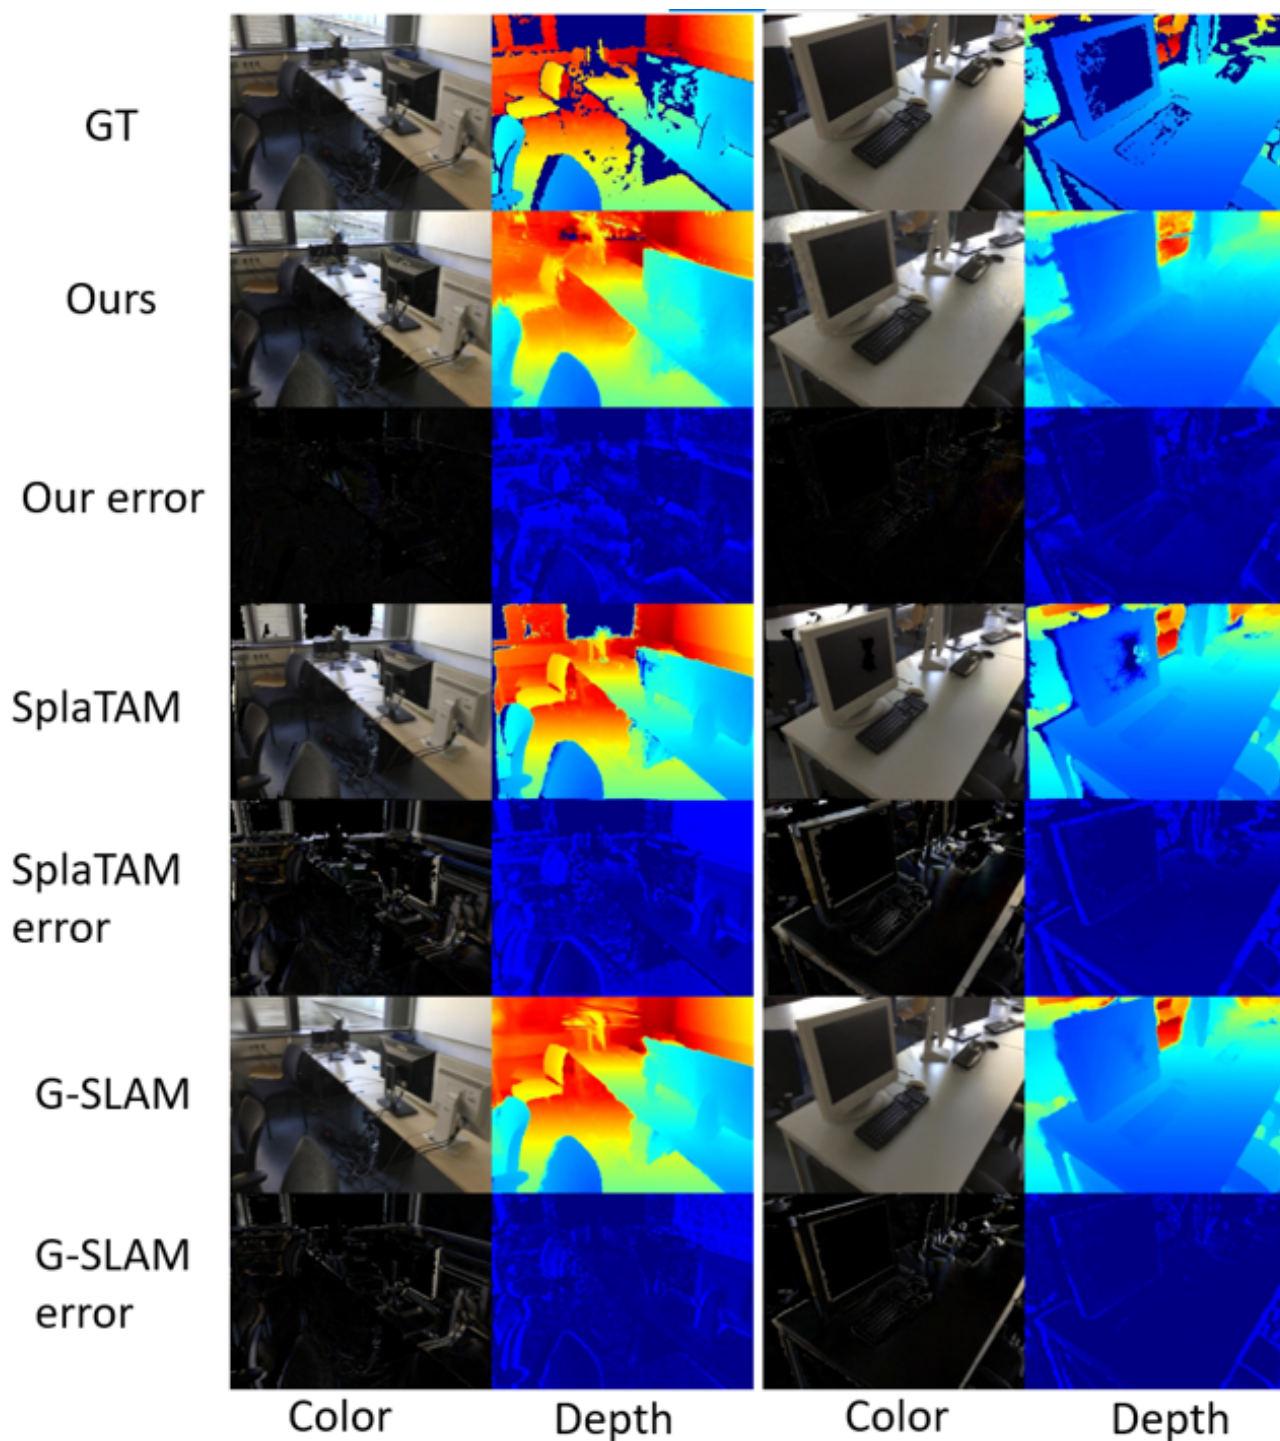 GT
Ours
Our error
SplaTAM
SplaTAM
error
G-SLAM
G-SLAM
error
Color Depth Color Depth